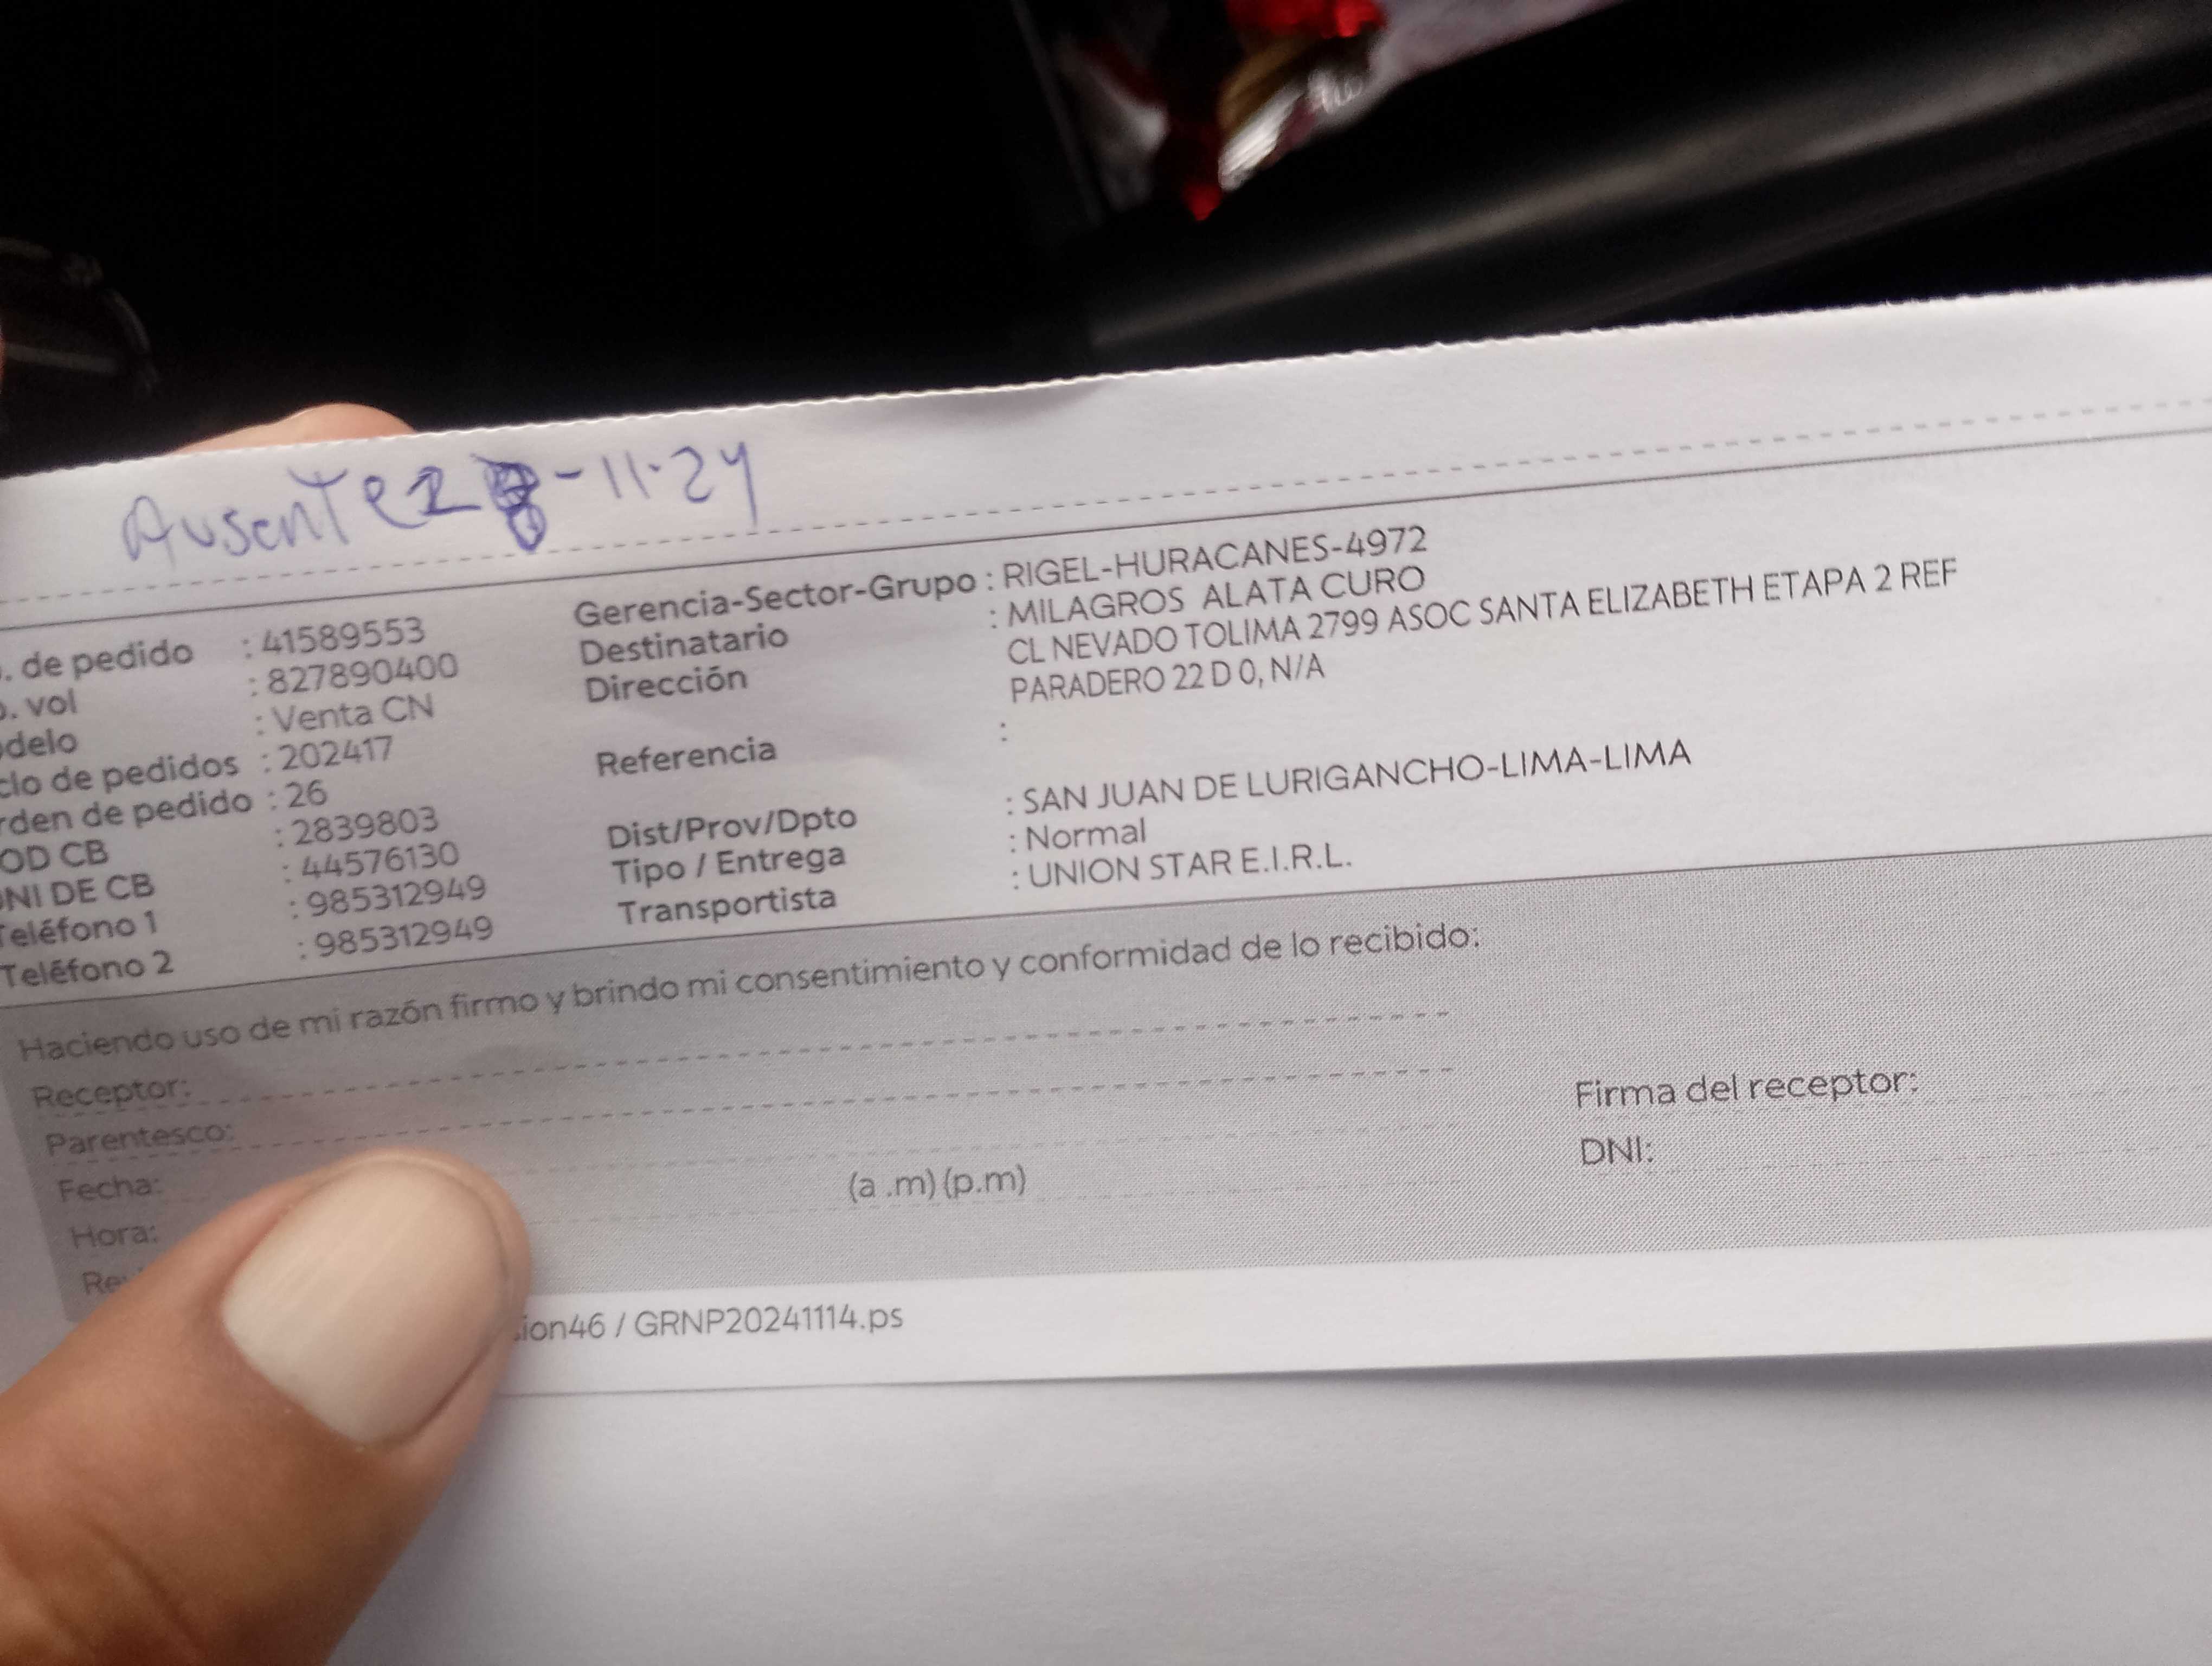 Ausente 18-11-24
. de pedido : 41589553
. vol : 827890400
delo : Venta CN
clo de pedidos : 202417
rden de pedido : 26
OD CB : 2839803
NI DE CB : 44576130
Teléfono 1 : 985312949
Teléfono 2 : 985312949
Gerencia-Sector-Grupo : RIGEL-HURACANES-4972
Destinatario : MILAGROS ALATA CURO
Dirección CL NEVADO TOLIMA 2799 ASOC SANTA ELIZABETH ETAPA 2 REF
PARADERO 22 D 0, N/A
Referencia :
Dist/Prov/Dpto : SAN JUAN DE LURIGANCHO-LIMA-LIMA
Tipo / Entrega : Normal
Transportista : UNION STAR E.I.R.L.
Haciendo uso de mi razón firmo y brindo mi consentimiento y conformidad de lo recibido:
Receptor:
Parentesco:
Fecha:
Hora: (a .m) (p.m)
Firma del receptor:
DNI:
ion46 / GRNP20241114.ps